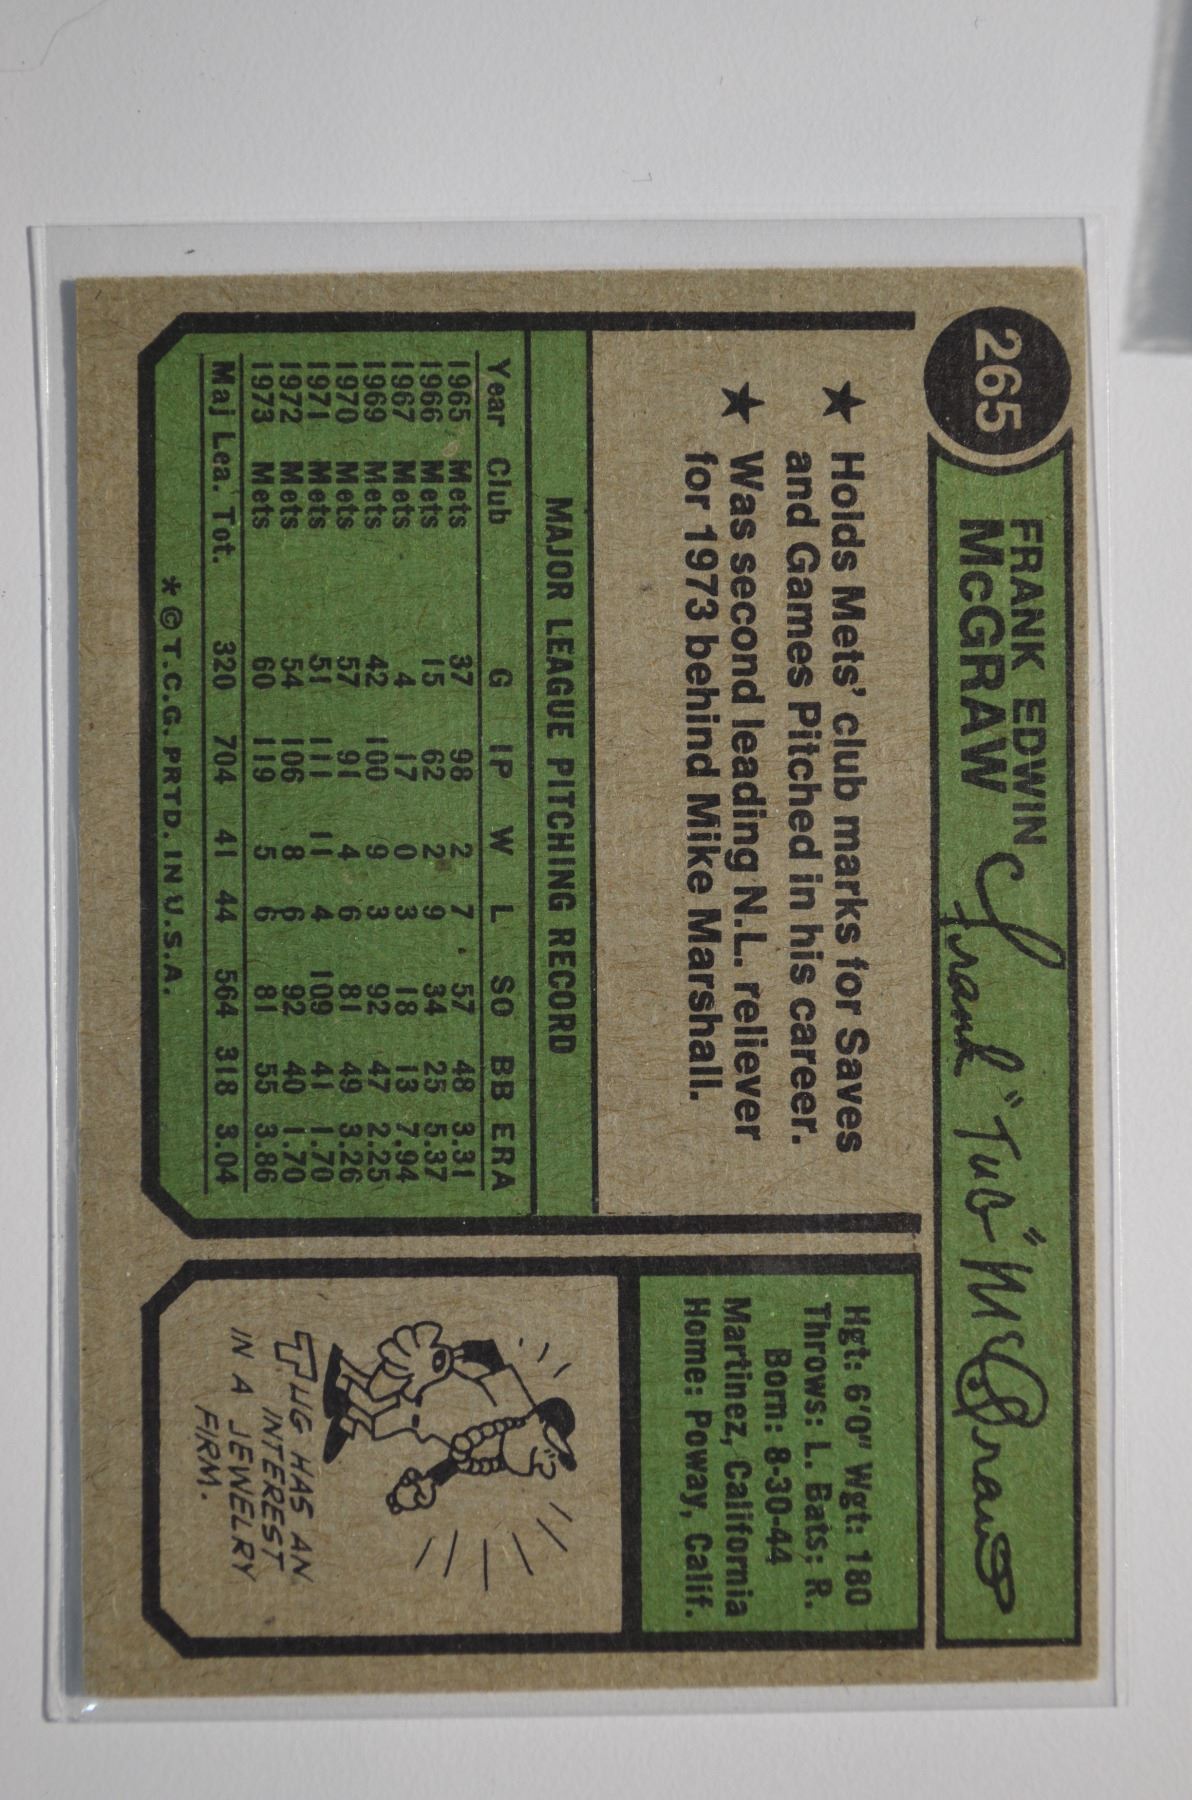 265
FRANK EDWIN
McGRAW
Frank "Tug" McGraw
★ Holds Mets' club marks for Saves
and Games Pitched in his career.
★ Was second leading N.L. reliever
for 1973 behind Mike Marshall.
MAJOR LEAGUE PITCHING RECORD
Year Club G IP W L SO BB ERA
1965 Mets 37 98 2 7 57 48 3.31
1966 Mets 15 62 2 9 34 25 5.37
1967 Mets 4 17 0 3 18 13 7.94
1969 Mets 42 100 9 3 92 47 2.25
1970 Mets 57 91 4 6 81 49 3.26
1971 Mets 51 111 11 4 109 41 1.70
1972 Mets 54 106 8 6 92 40 1.70
1973 Mets 60 119 5 6 81 55 3.86
Maj. Lea. Tot. 320 704 41 44 564 318 3.04
* © T.C.G. PRTD. IN U.S.A.
Hgt: 6'0" Wgt: 180
Throws: L. Bats: R.
Born: 8-30-44
Martinez, California
Home: Poway, Calif.
TUG HAS AN
INTEREST
IN A JEWELRY
FIRM.